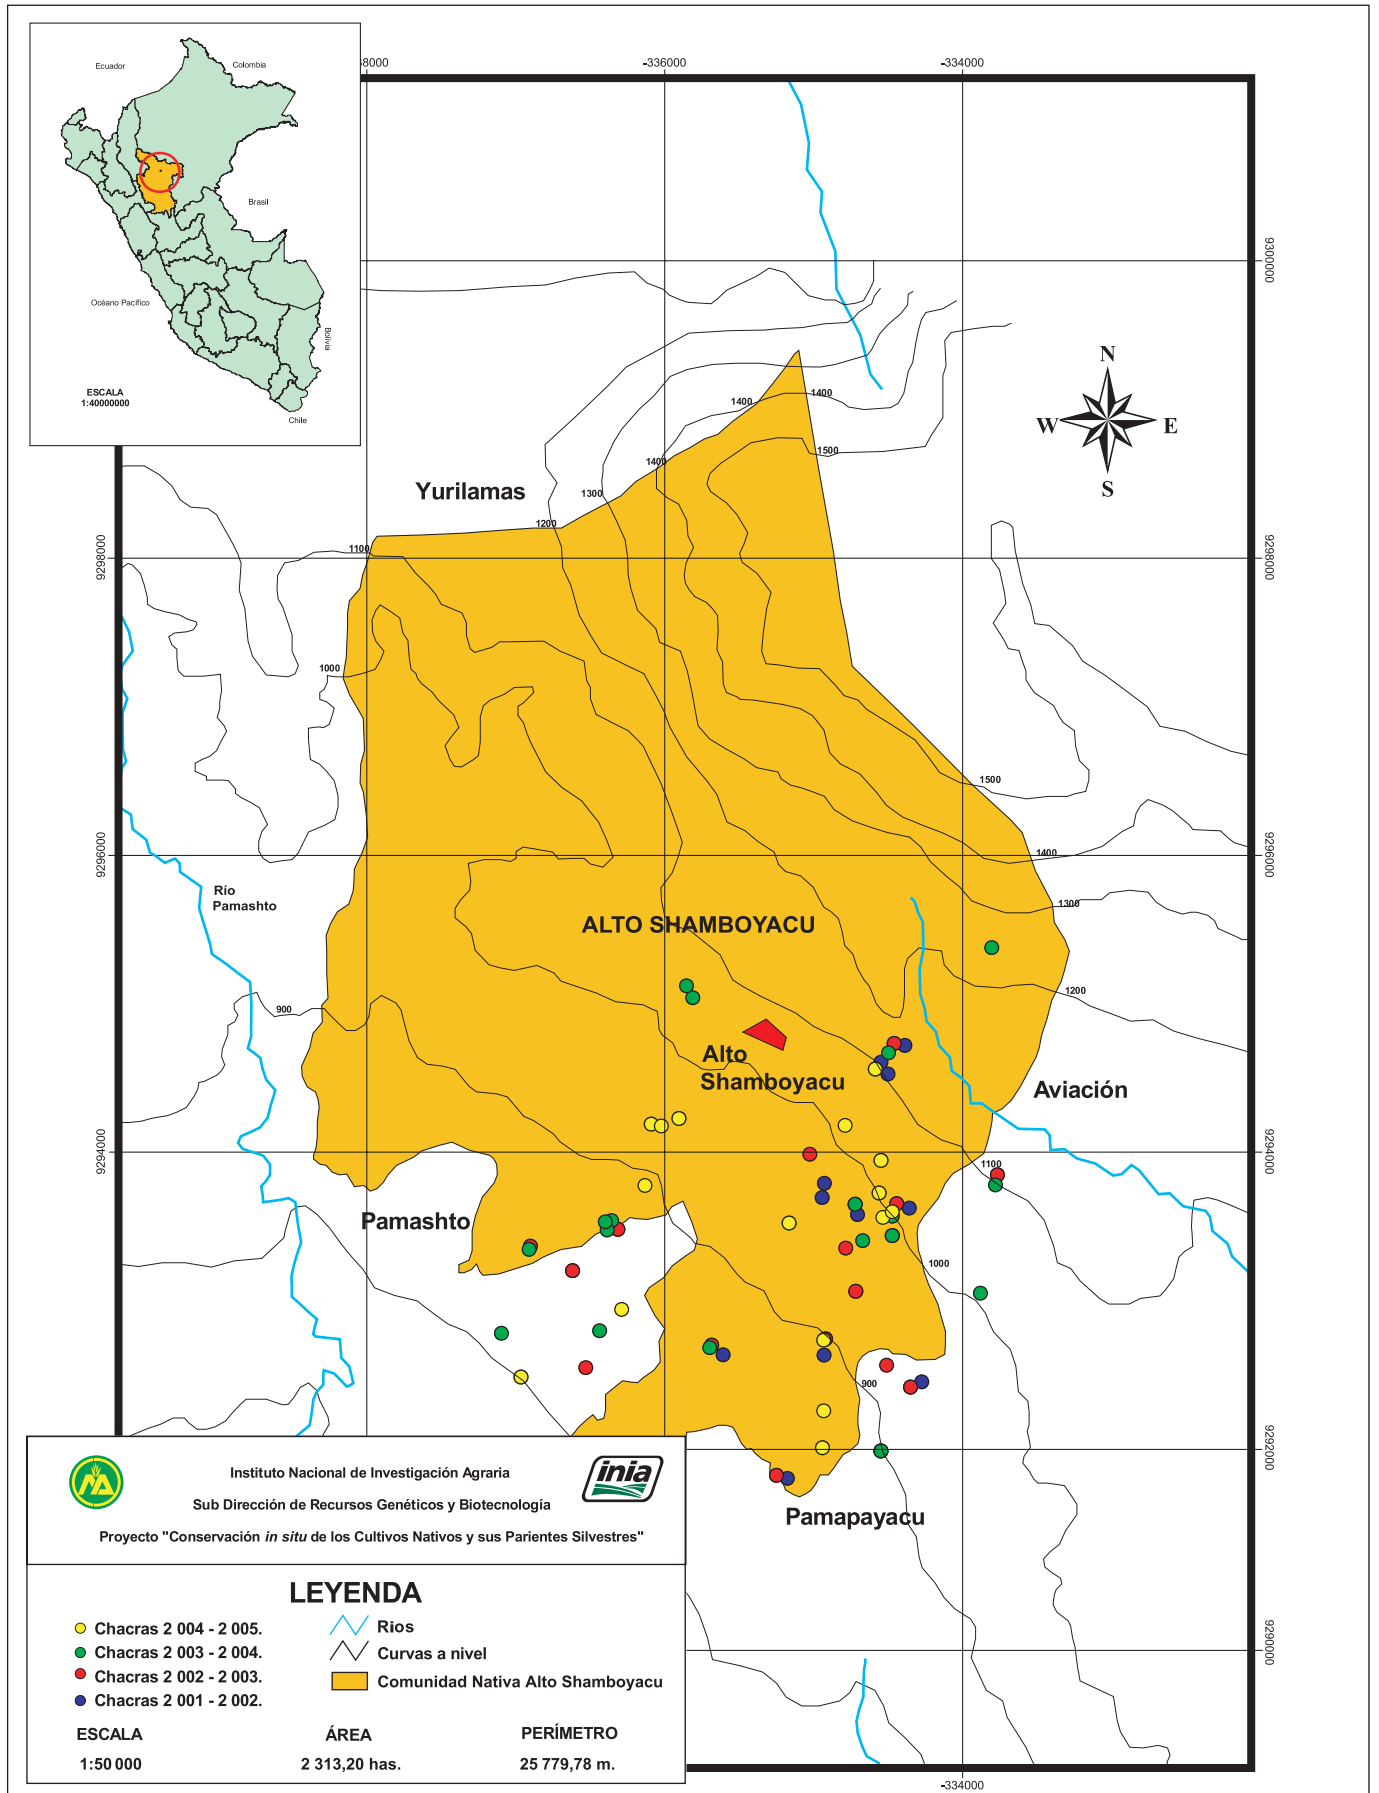 Ecuador
Colombia
Brasil
Océano Pacífico
Bolivia
Chile
ESCALA
1:40000000
8000
-336000
-334000
9300000
N
W
E
S
1400
1400
1500
1400
1300
1200
1100
Yurilamas
9298000
9298000
1000
1500
9296000
9296000
1400
1300
Río
Pamashto
ALTO SHAMBOYACU
1200
900
Alto
Shamboyacu
Aviación
9294000
9294000
1100
Pamashto
1000
900
9292000
Pamapayacu
9290000
-334000
Instituto Nacional de Investigación Agraria
inia
Sub Dirección de Recursos Genéticos y Biotecnología
Proyecto "Conservación in situ de los Cultivos Nativos y sus Parientes Silvestres"
LEYENDA
Chacras 2 004 - 2 005.
Chacras 2 003 - 2 004.
Chacras 2 002 - 2 003.
Chacras 2 001 - 2 002.
Rios
Curvas a nivel
Comunidad Nativa Alto Shamboyacu
ESCALA
1:50 000
ÁREA
2 313,20 has.
PERÍMETRO
25 779,78 m.